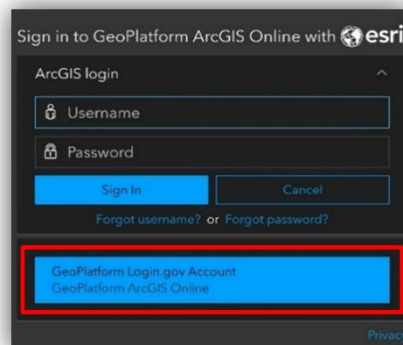 Sign in to GeoPlatform ArcGIS Online with esri
ArcGIS login
Username
Password
Sign In Cancel
Forgot username? or Forgot password?
GeoPlatform Login.gov Account
GeoPlatform ArcGIS Online
Privacy